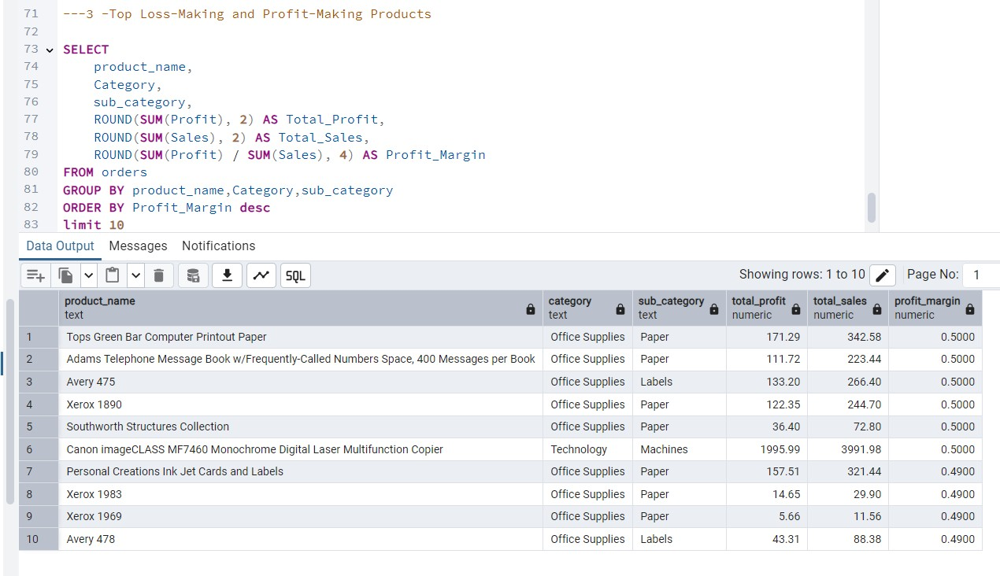 71 ---3 -Top Loss-Making and Profit-Making Products
72
73 SELECT
74 product_name,
75 Category,
76 sub_category,
77 ROUND(SUM(Profit), 2) AS Total_Profit,
78 ROUND(SUM(Sales), 2) AS Total_Sales,
79 ROUND(SUM(Profit) / SUM(Sales), 4) AS Profit_Margin
80 FROM orders
81 GROUP BY product_name,Category,sub_category
82 ORDER BY Profit_Margin desc
83 limit 10
Data Output Messages Notifications
SQL Showing rows: 1 to 10 Page No: 1
product_name category sub_category total_profit total_sales profit_margin
text text text numeric numeric numeric
1 Tops Green Bar Computer Printout Paper Office Supplies Paper 171.29 342.58 0.5000
2 Adams Telephone Message Book w/Frequently-Called Numbers Space, 400 Messages per Book Office Supplies Paper 111.72 223.44 0.5000
3 Avery 475 Office Supplies Labels 133.20 266.40 0.5000
4 Xerox 1890 Office Supplies Paper 122.35 244.70 0.5000
5 Southworth Structures Collection Office Supplies Paper 36.40 72.80 0.5000
6 Canon imageCLASS MF7460 Monochrome Digital Laser Multifunction Copier Technology Machines 1995.99 3991.98 0.5000
7 Personal Creations Ink Jet Cards and Labels Office Supplies Paper 157.51 321.44 0.4900
8 Xerox 1983 Office Supplies Paper 14.65 29.90 0.4900
9 Xerox 1969 Office Supplies Paper 5.66 11.56 0.4900
10 Avery 478 Office Supplies Labels 43.31 88.38 0.4900